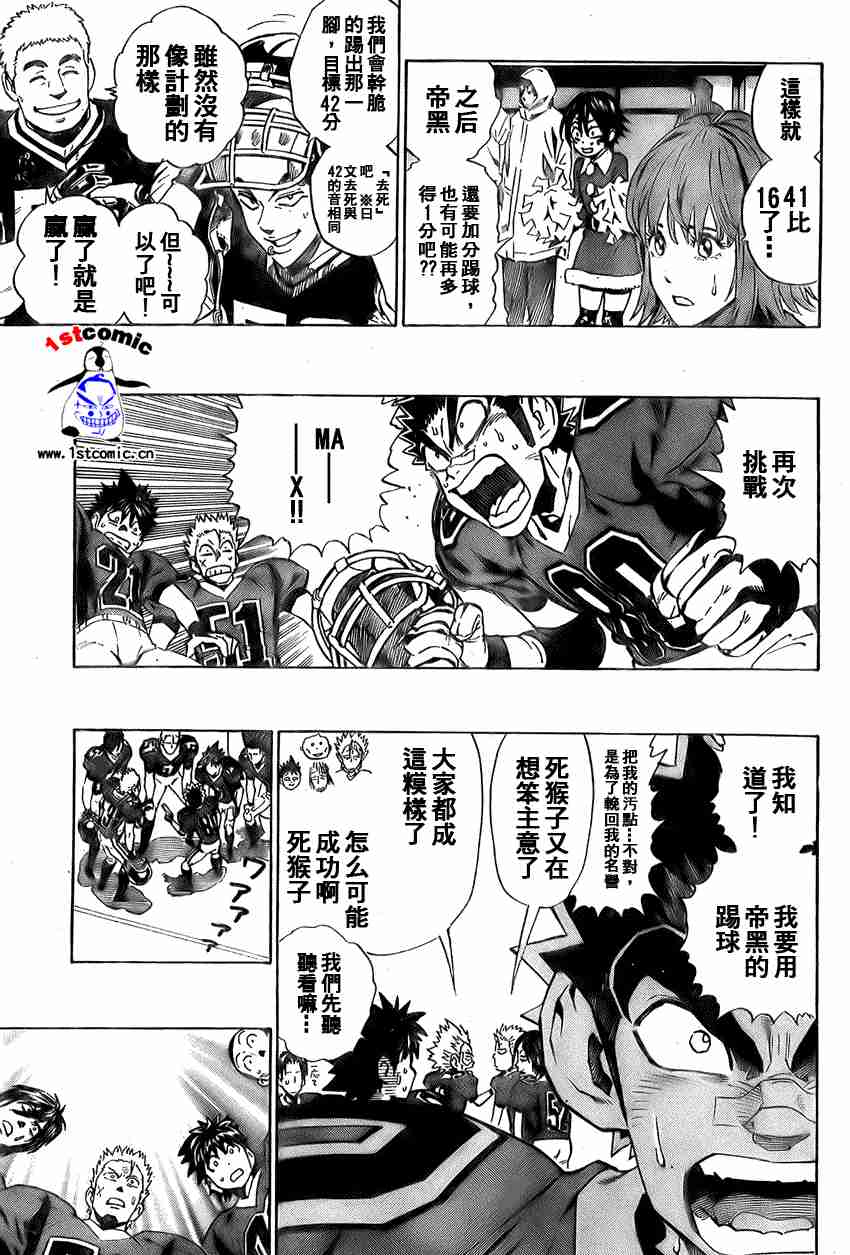 這樣就
41比
16了…
之后
帝黑
還要加分踢球，
也有可能再多
得1分吧??
我們會幹脆
的踢出那一
腳，目標42分
『去死』
吧 ※日
文去死與
42的音相同
雖然沒有
像計劃的
那樣
但~~~可
以了吧！
贏了就是
贏了！
1stcomic
www.1stcomic.cn
再次
挑戰
MA
—
—
X!!
21
51
我知
道了！
把我的污點…不對，
是為了輓回我的名譽
我要用
帝黑的
踢球
死猴子又在
想笨主意了
大家都成
這糗樣了
怎么可能
成功啊
死猴子
我們先聽
聽看嘛…
ワアアアア